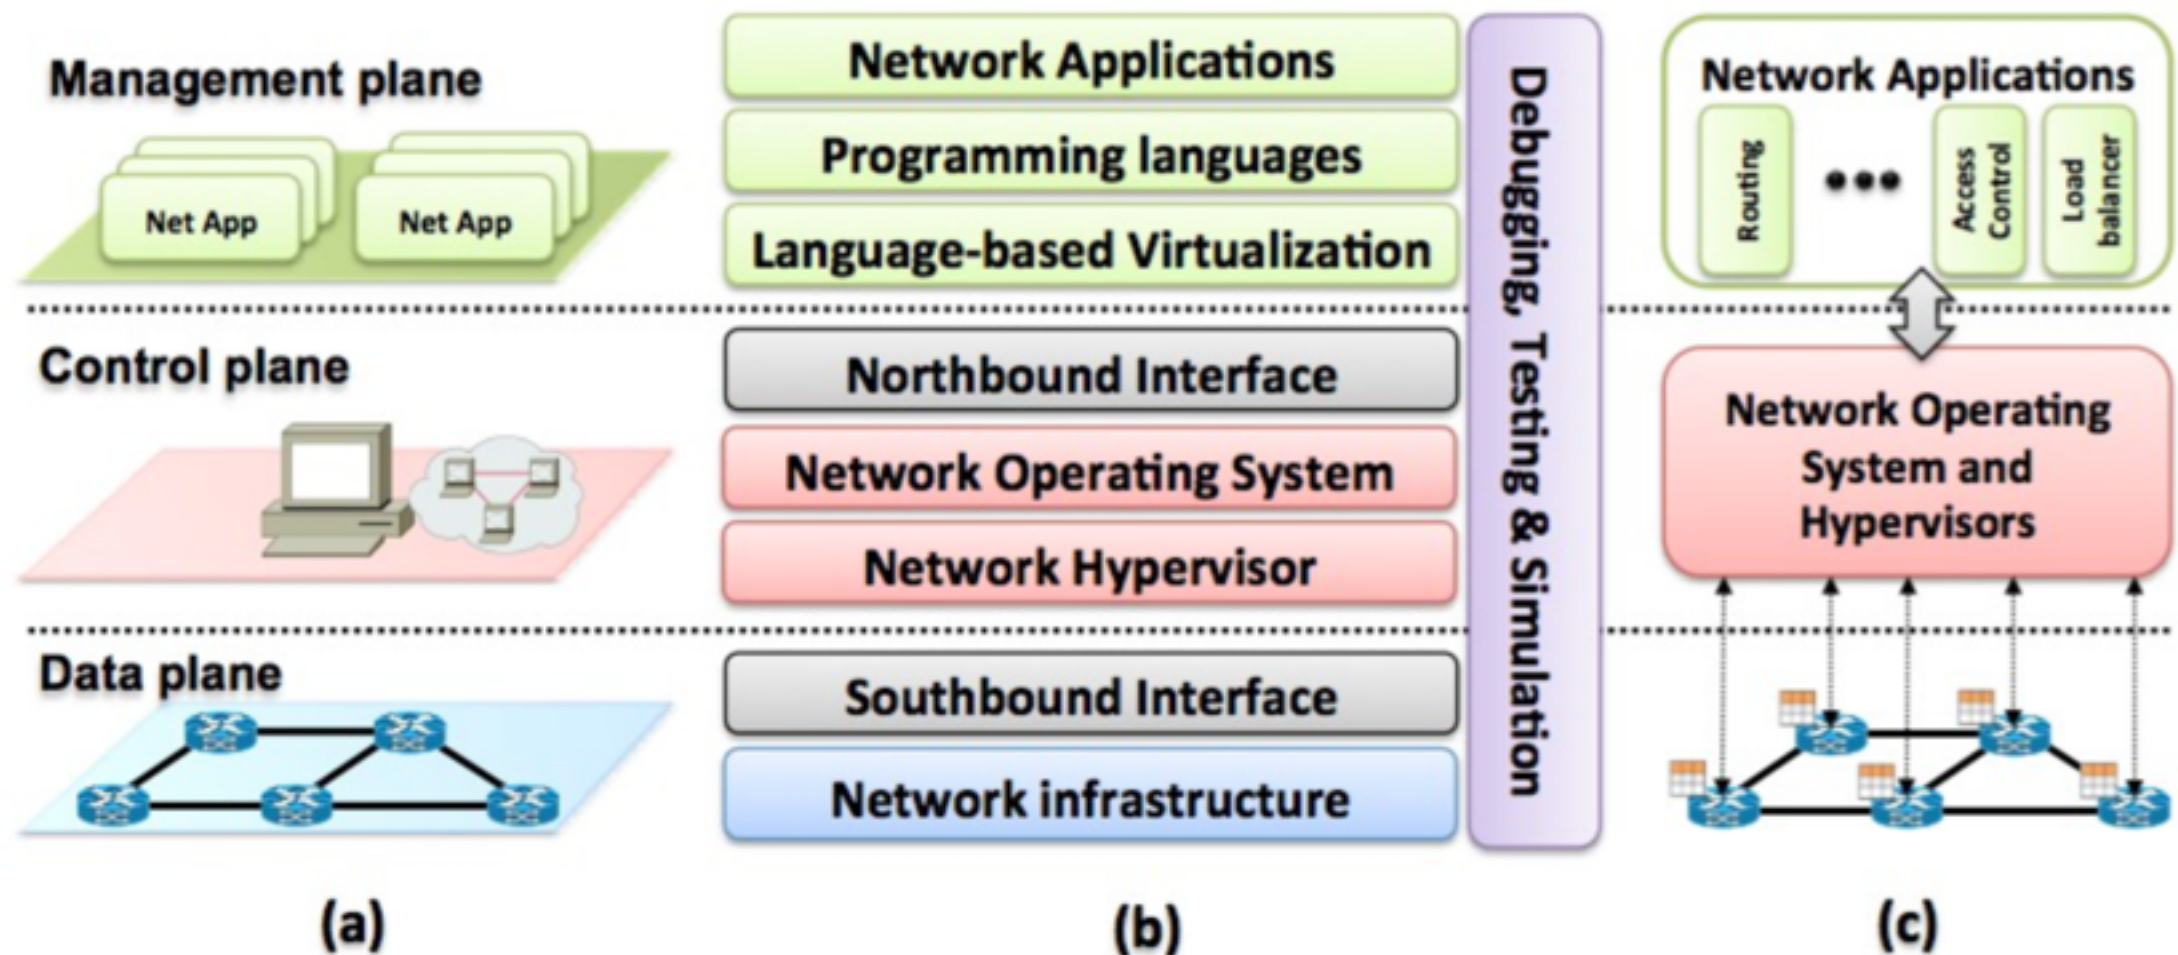 Management plane
Net App
Net App
Control plane
Data plane
(a)
Network Applications
Programming languages
Language-based Virtualization
Northbound Interface
Network Operating System
Network Hypervisor
Southbound Interface
Network infrastructure
Debugging, Testing & Simulation
(b)
Network Applications
Routing
Access
Control
Load
balancer
Network Operating
System and
Hypervisors
(c)